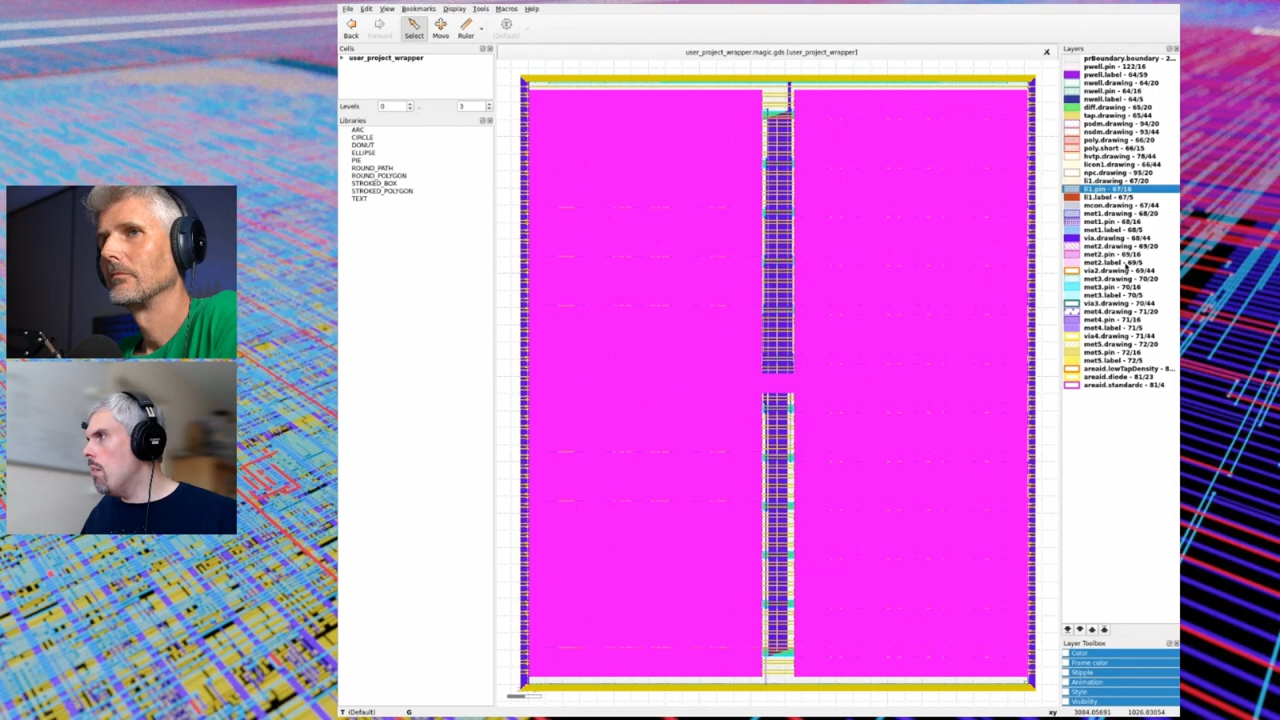 File Edit View Bookmarks Display Tools Macros Help
Back Forward Select Move Ruler (Default)
Cells
user_project_wrapper
Levels 0 .. 3
Libraries
ARC
CIRCLE
DONUT
ELLIPSE
PIE
ROUND_PATH
ROUND_POLYGON
STROKED_BOX
STROKED_POLYGON
TEXT
user_project_wrapper.magic.gds [user_project_wrapper]
Layers
prBoundary.boundary - 2...
pwell.pin - 122/16
pwell.label - 64/59
nwell.drawing - 64/20
nwell.pin - 64/16
nwell.label - 64/5
diff.drawing - 65/20
tap.drawing - 65/44
psdm.drawing - 94/20
nsdm.drawing - 93/44
poly.drawing - 66/20
poly.short - 66/15
hvtp.drawing - 78/44
licon1.drawing - 66/44
npc.drawing - 95/20
li1.drawing - 67/20
li1.pin - 67/16
li1.label - 67/5
mcon.drawing - 67/44
met1.drawing - 68/20
met1.pin - 68/16
met1.label - 68/5
via.drawing - 68/44
met2.drawing - 69/20
met2.pin - 69/16
met2.label - 69/5
via2.drawing - 69/44
met3.drawing - 70/20
met3.pin - 70/16
met3.label - 70/5
via3.drawing - 70/44
met4.drawing - 71/20
met4.pin - 71/16
met4.label - 71/5
via4.drawing - 71/44
met5.drawing - 72/20
met5.pin - 72/16
met5.label - 72/5
areaid.lowTapDensity - 8...
areaid.diode - 81/23
areaid.standardc - 81/4
Layer Toolbox
Color
Frame color
Stipple
Animation
Style
Visibility
T (Default) G xy 3004.05691 1026.03054